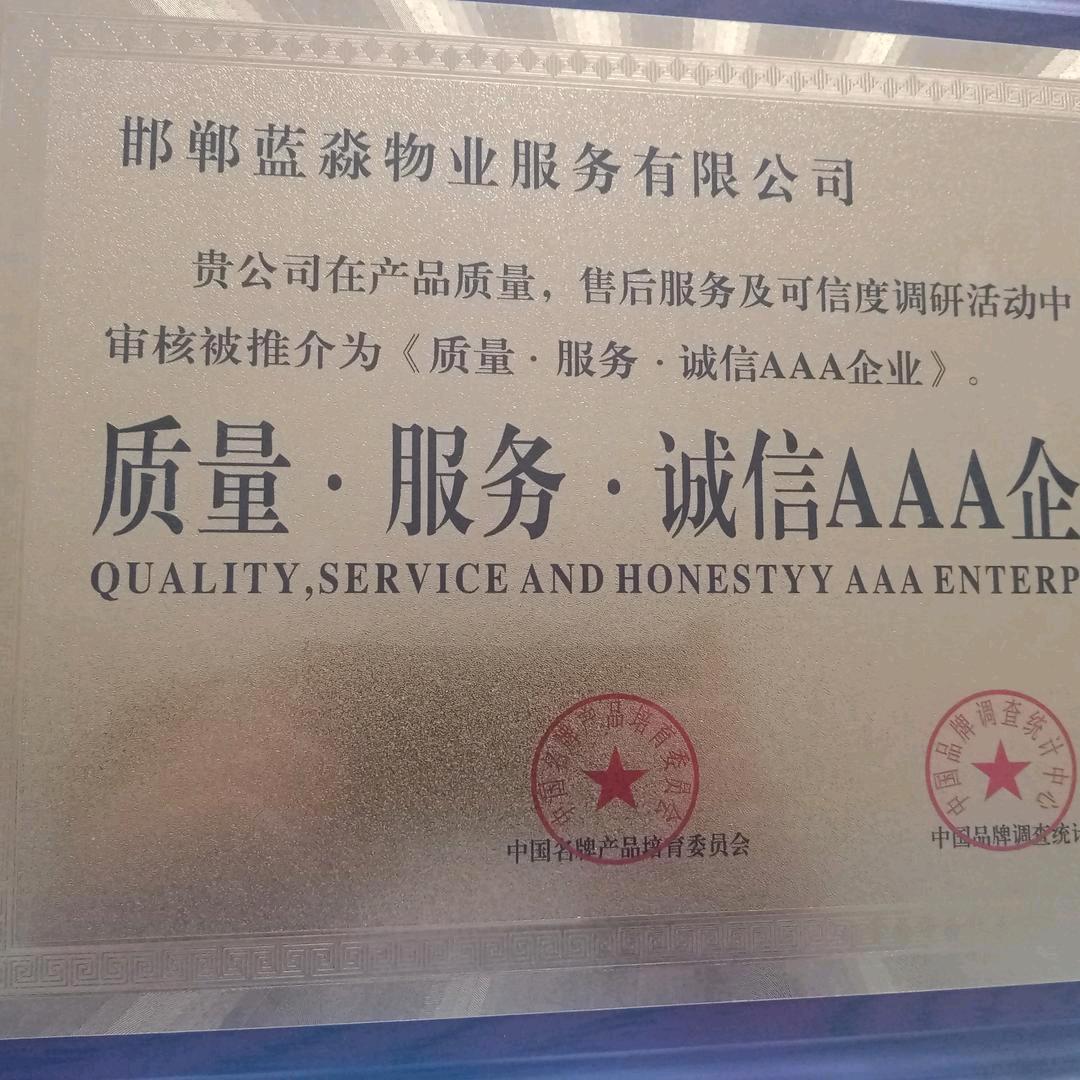 邯郸蓝淼物业服务有限公司
贵公司在产品质量，售后服务及可信度调研活动中
审核被推介为《质量·服务·诚信AAA企业》。
质量·服务·诚信AAA企
QUALITY,SERVICE AND HONESTYY AAA ENTERP
中国名牌产品培育委员会
中国品牌调查统计中心
中国名牌产品培育委员会
中国品牌调查统计